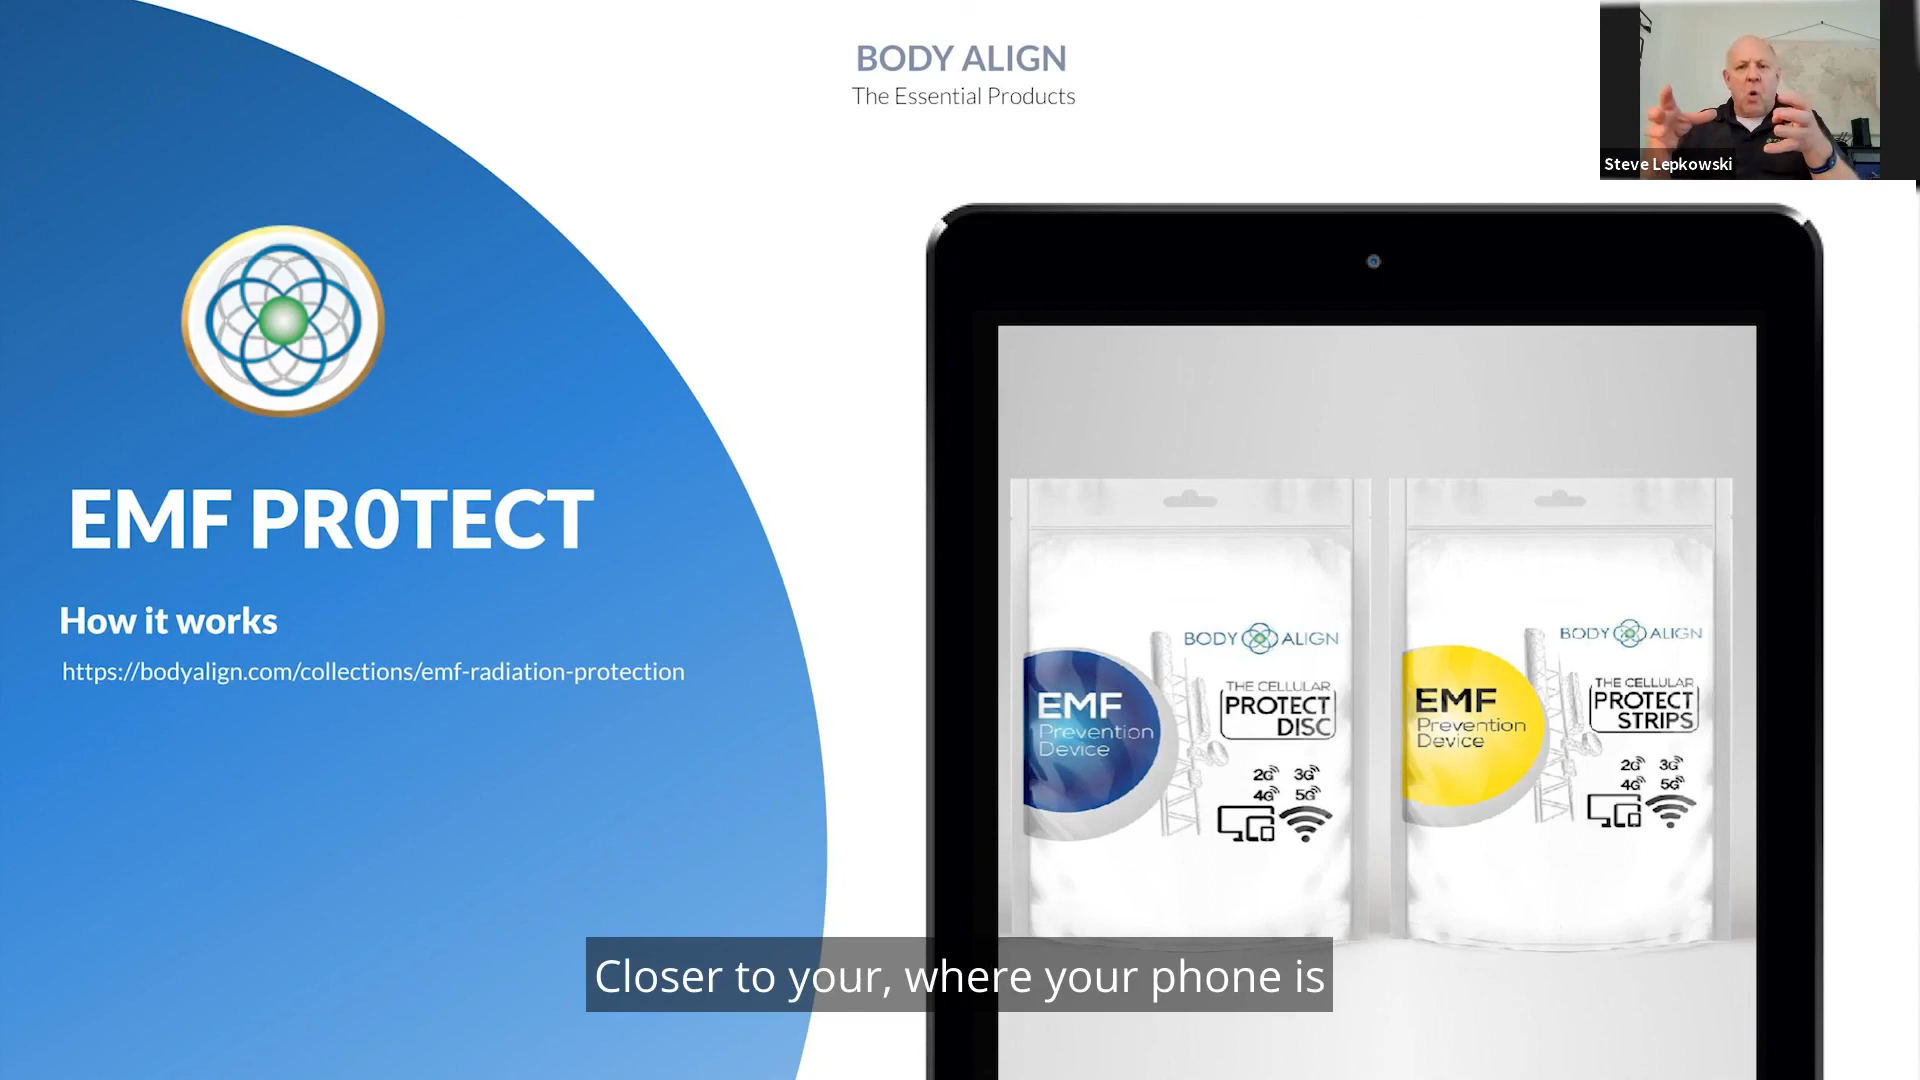 BODY ALIGN
The Essential Products
Steve Lepkowski
EMF PR0TECT
How it works
https://bodyalign.com/collections/emf-radiation-protection
BODY ALIGN
THE CELLULAR
PROTECT
DISC
EMF
Prevention
Device
2G 3G
4G 5G
BODY ALIGN
THE CELLULAR
PROTECT
STRIPS
EMF
Prevention
Device
2G 3G
4G 5G
Closer to your, where your phone is